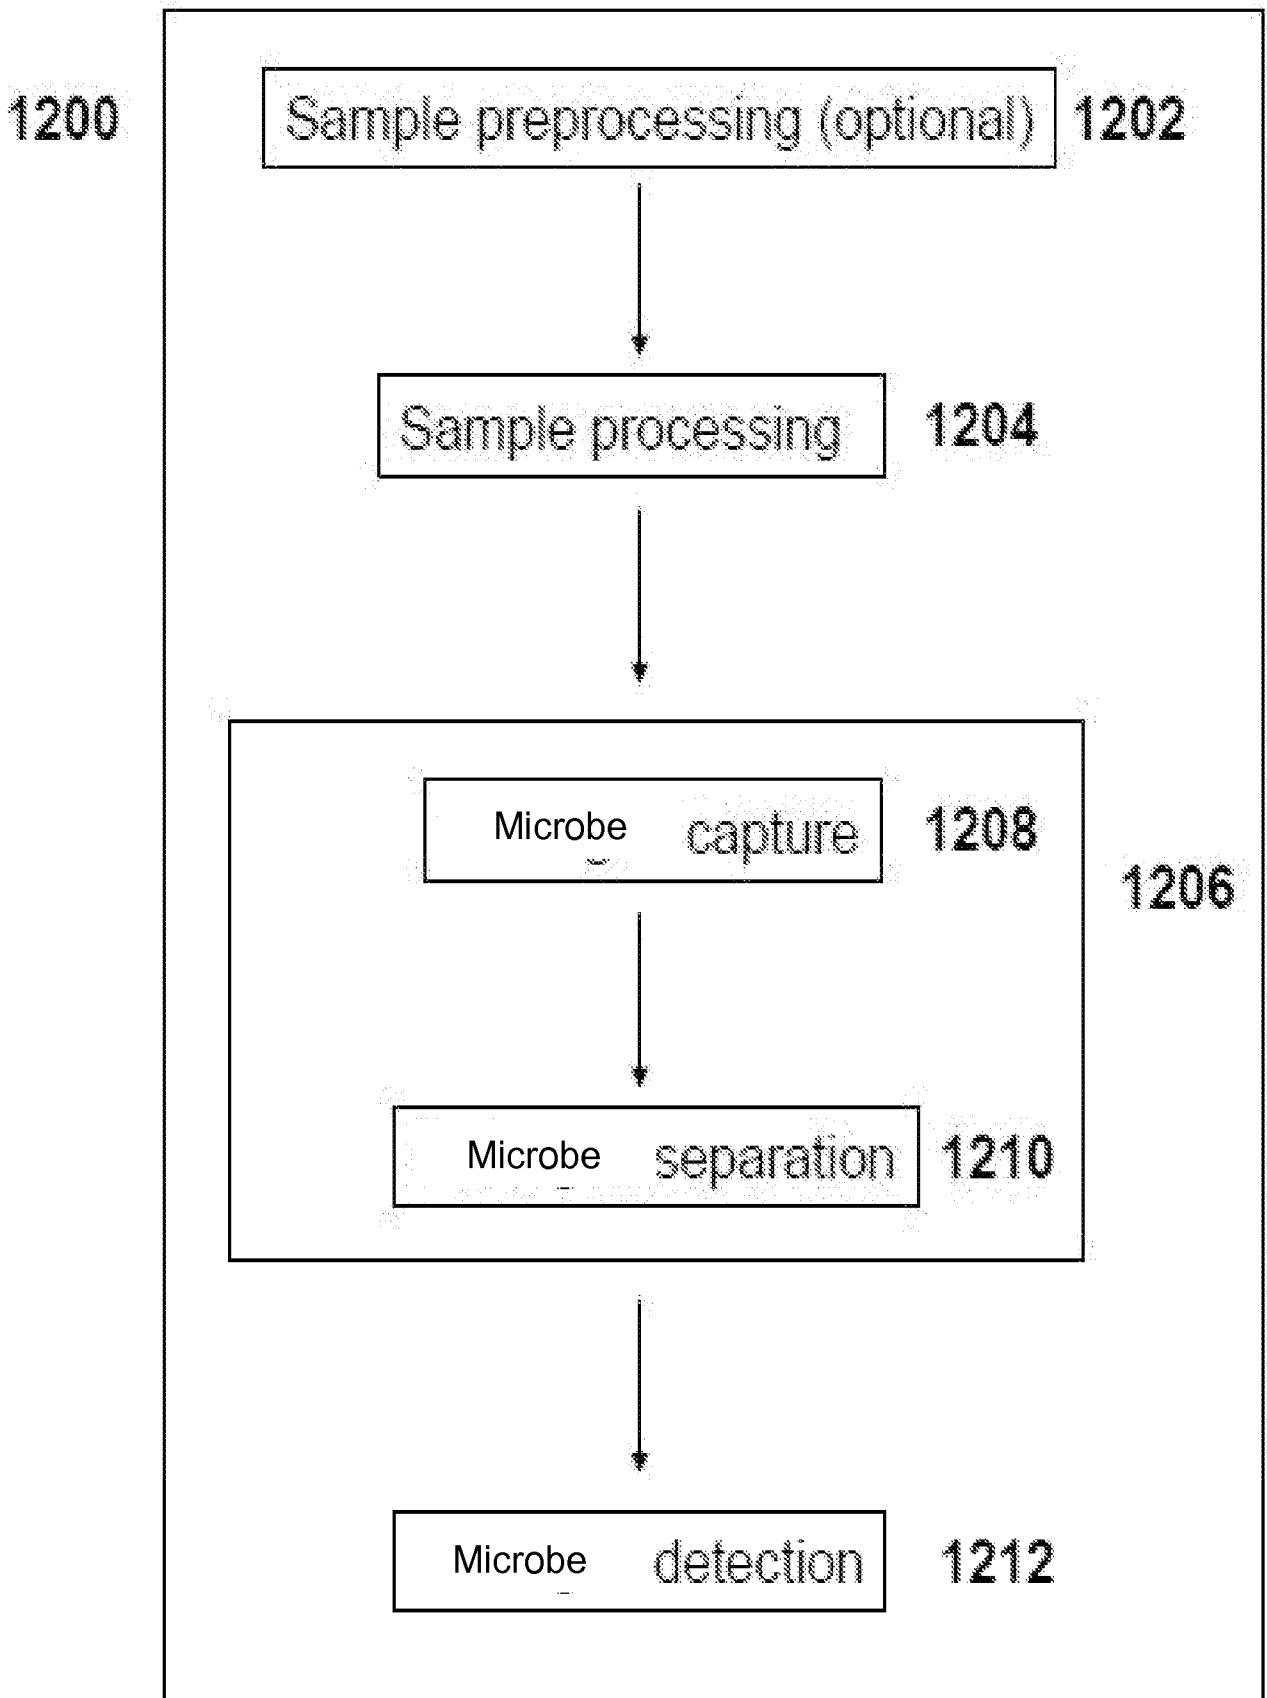 1200
Sample preprocessing (optional) 1202
Sample processing 1204
Microbe capture 1208
1206
Microbe separation 1210
Microbe detection 1212